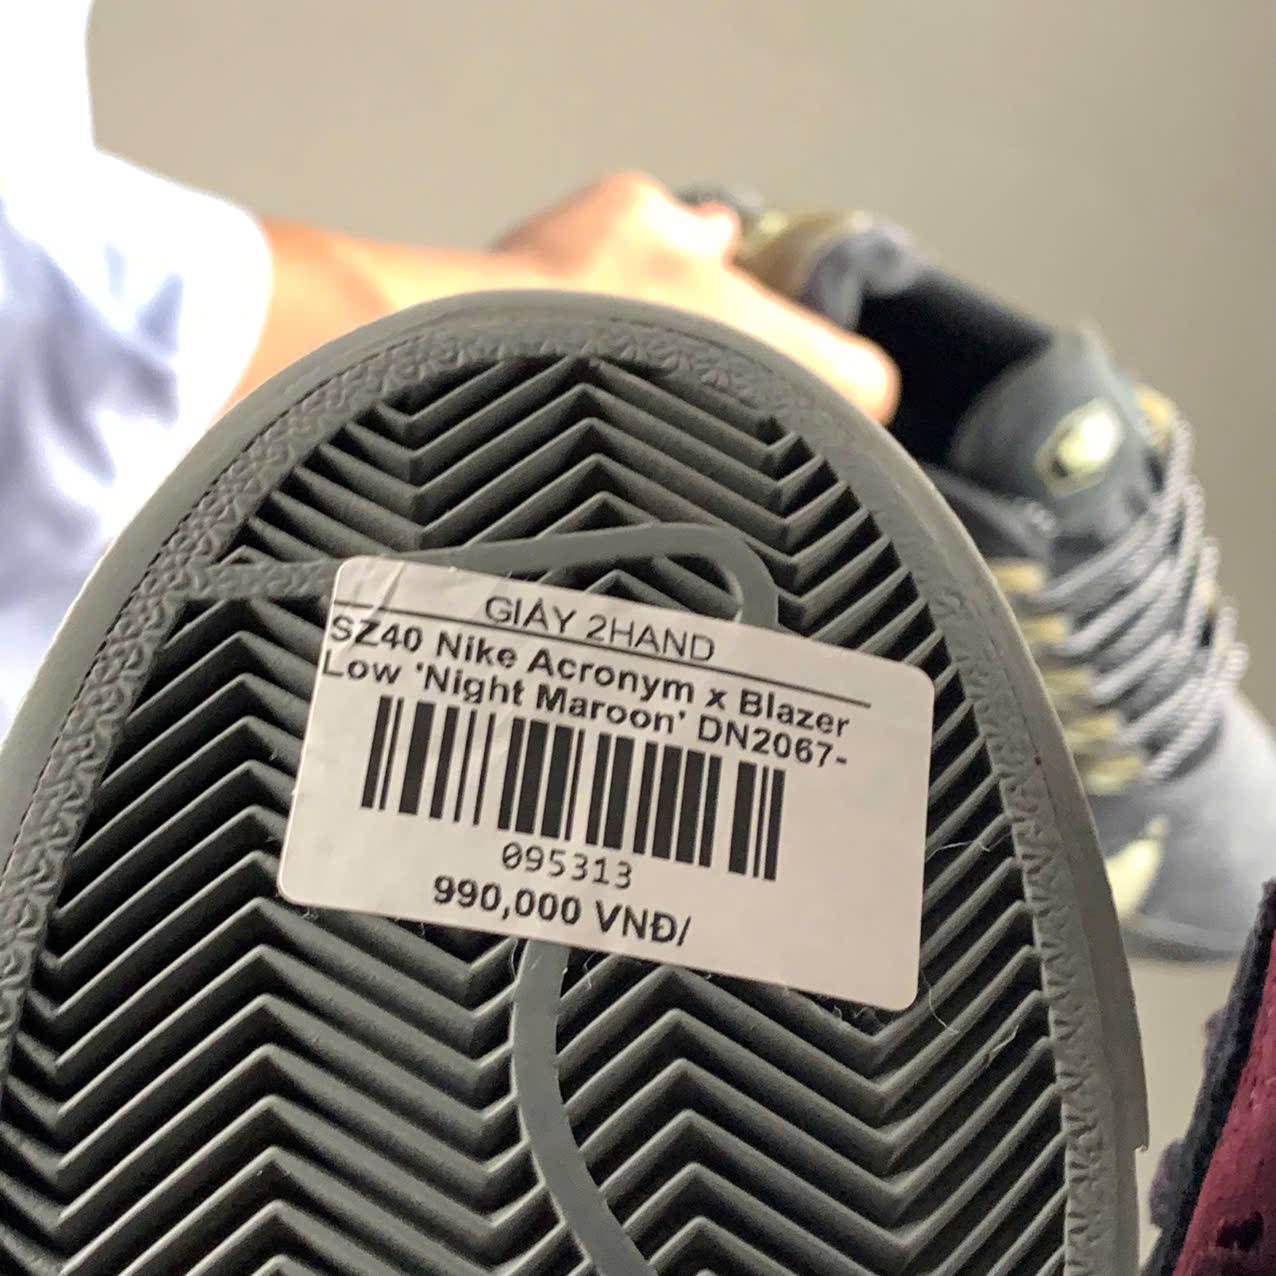 GIÀY 2HAND
SZ40 Nike Acronym x Blazer
Low 'Night Maroon' DN2067-
095313
990,000 VNĐ/